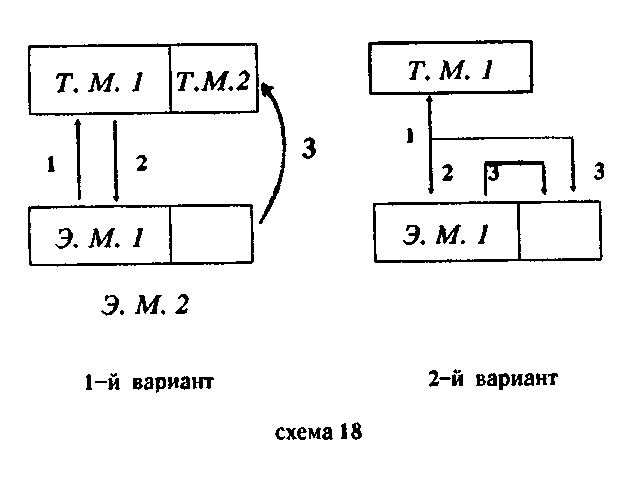 Т. М. 1 Т.М.2
1 2 3
Э. М. 1
Э. М. 2
1-й вариант
Т. М. 1
1
2 3 3
Э. М. 1
2-й вариант
схема 18